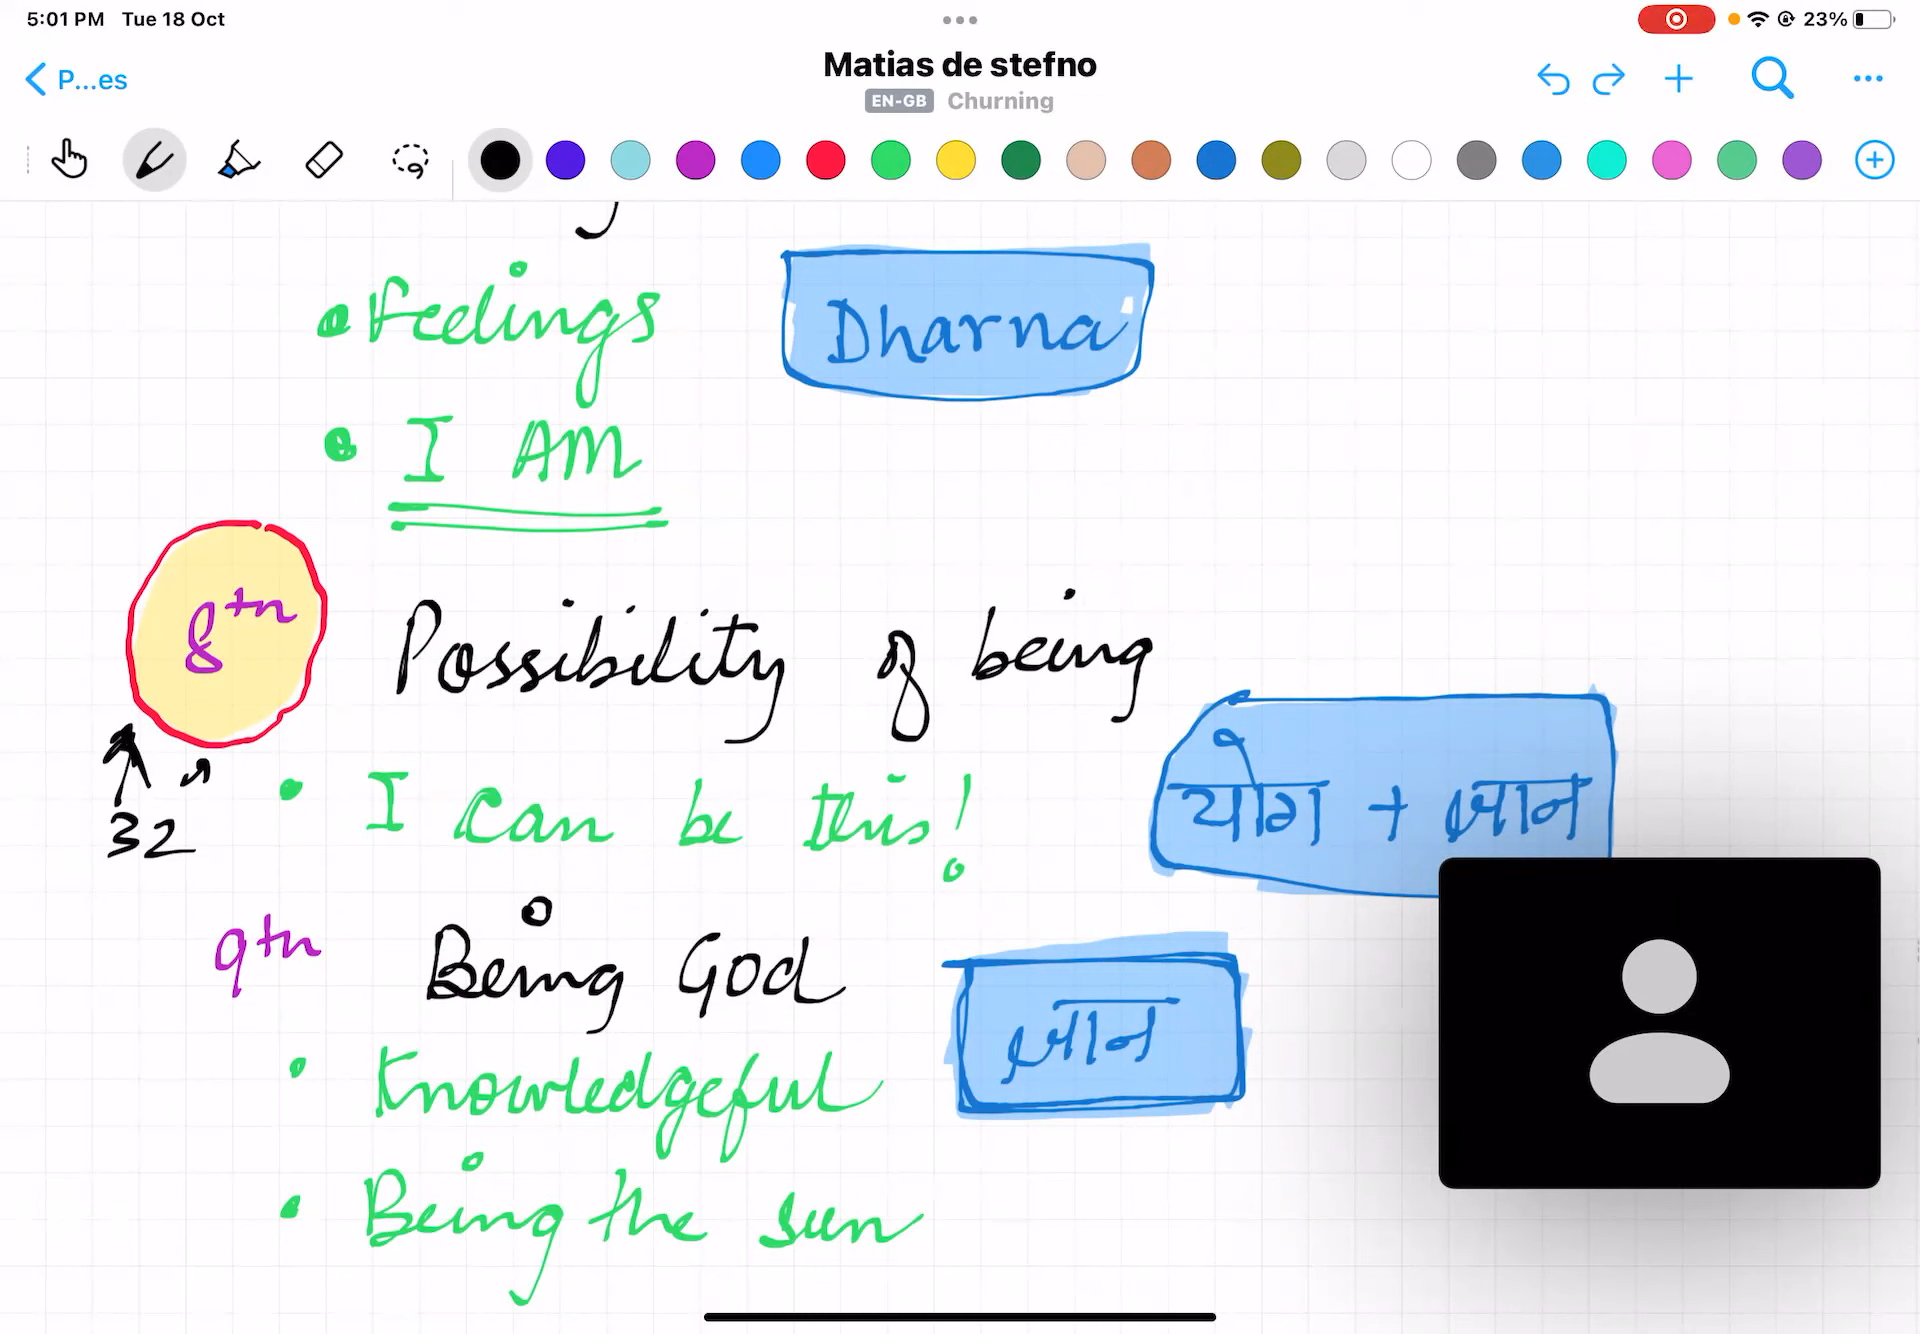 5:01 PM Tue 18 Oct 23%
P...es
Matias de stefno
EN-GB Churning
• Feelings
Dharna
• I AM
8th Possibility of being
योग + ज्ञान
32
• I can be this!
9th Being God
ज्ञान
• Knowledgeful
• Being the sun